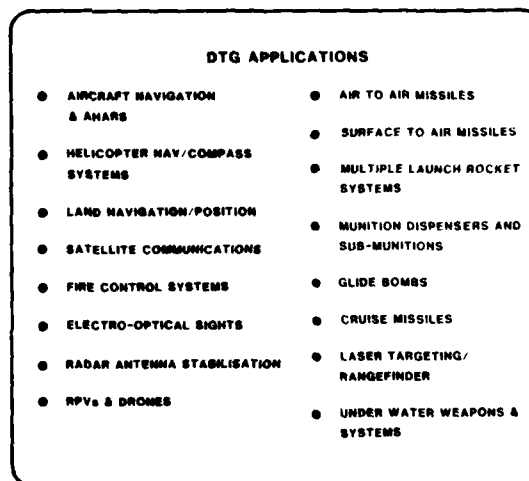 DTG APPLICATIONS
● AIRCRAFT NAVIGATION
& AHARS
● HELICOPTER NAV/COMPASS
SYSTEMS
● LAND NAVIGATION/POSITION
● SATELLITE COMMUNICATIONS
● FIRE CONTROL SYSTEMS
● ELECTRO-OPTICAL SIGHTS
● RADAR ANTENNA STABILISATION
● RPVs & DRONES
● AIR TO AIR MISSILES
● SURFACE TO AIR MISSILES
● MULTIPLE LAUNCH ROCKET
SYSTEMS
● MUNITION DISPENSERS AND
SUB-MUNITIONS
● GLIDE BOMBS
● CRUISE MISSILES
● LASER TARGETING/
RANGEFINDER
● UNDER WATER WEAPONS &
SYSTEMS